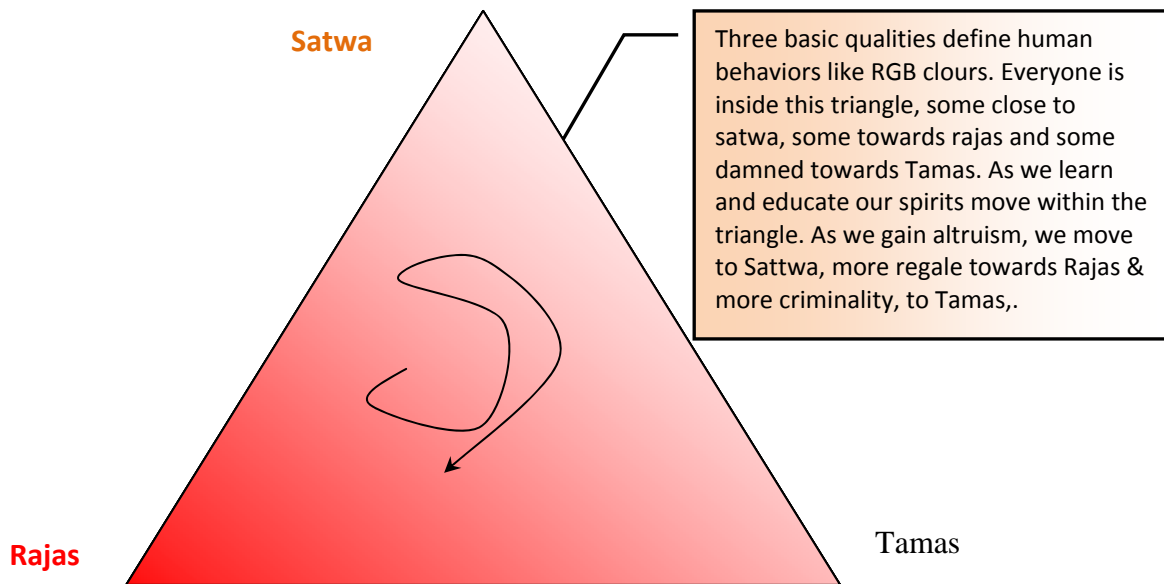 Satwa
Three basic qualities define human
behaviors like RGB clours. Everyone is
inside this triangle, some close to
satwa, some towards rajas and some
damned towards Tamas. As we learn
and educate our spirits move within the
triangle. As we gain altruism, we move
to Sattwa, more regale towards Rajas &
more criminality, to Tamas,.
Rajas
Tamas